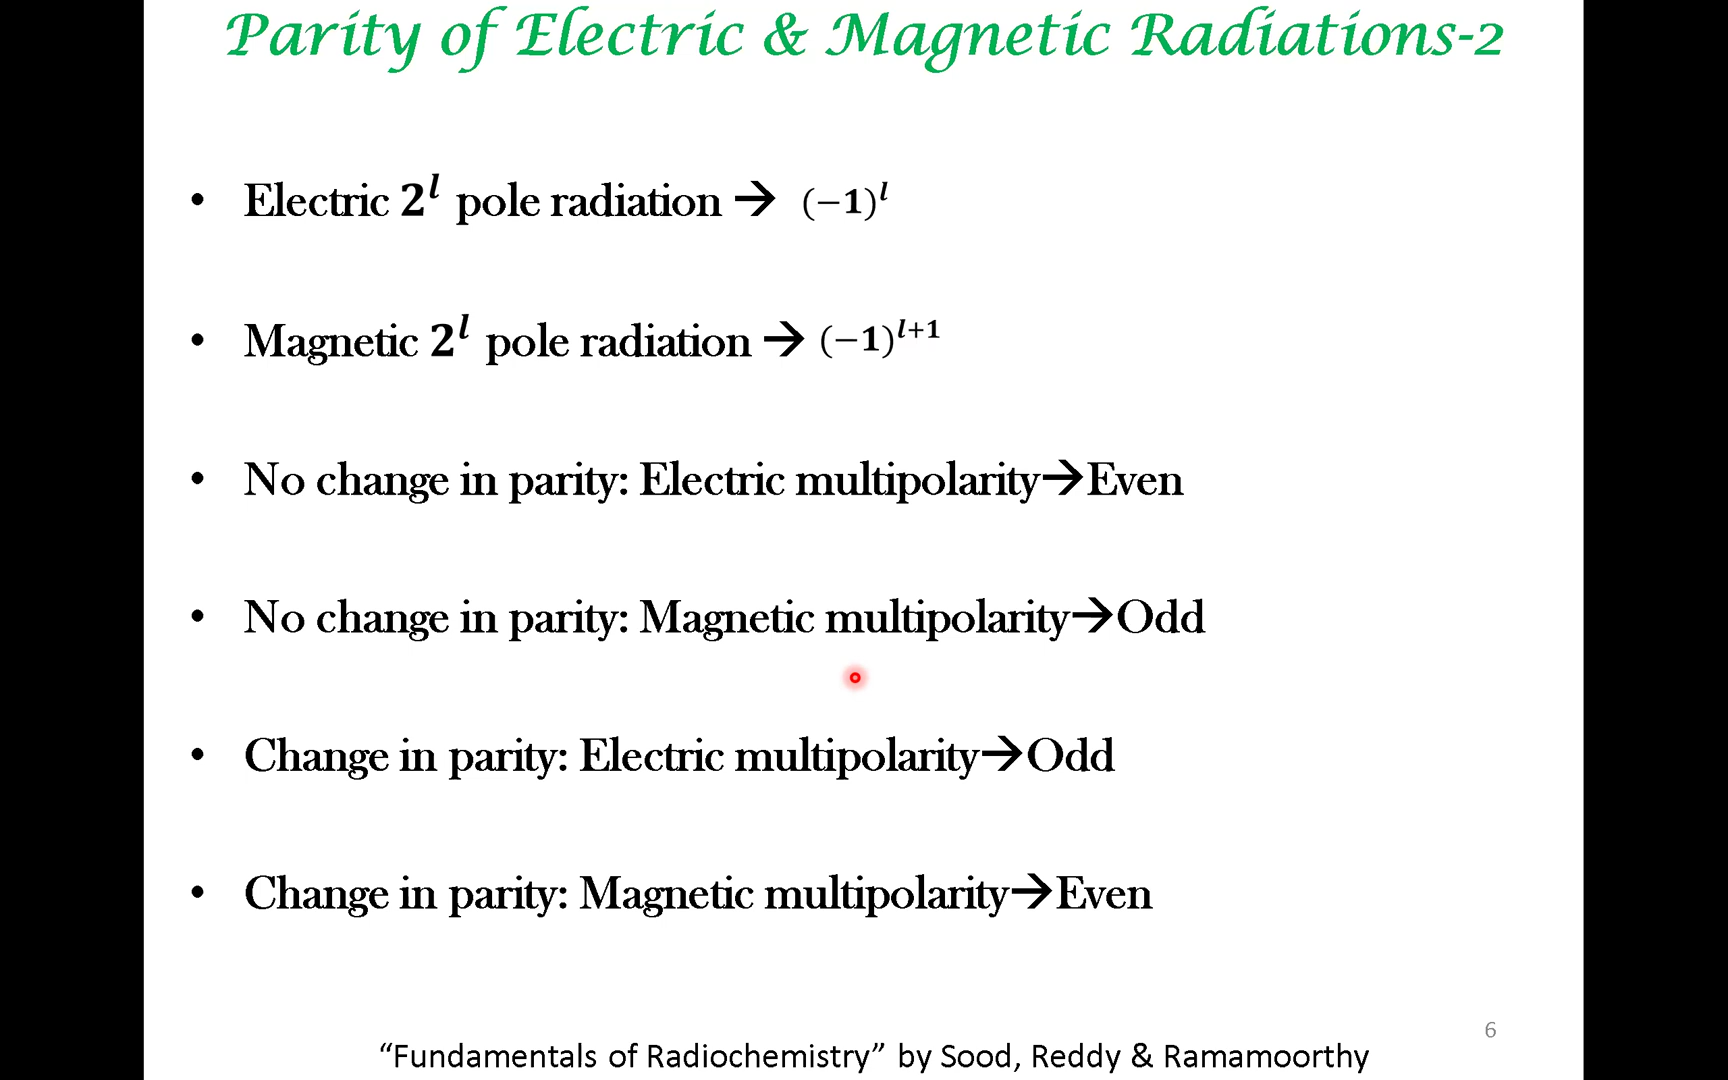 Parity of Electric & Magnetic Radiations-2
• Electric 2^l pole radiation → (−1)^l
• Magnetic 2^l pole radiation → (−1)^{l+1}
• No change in parity: Electric multipolarity→Even
• No change in parity: Magnetic multipolarity→Odd
• Change in parity: Electric multipolarity→Odd
• Change in parity: Magnetic multipolarity→Even
6
“Fundamentals of Radiochemistry” by Sood, Reddy & Ramamoorthy